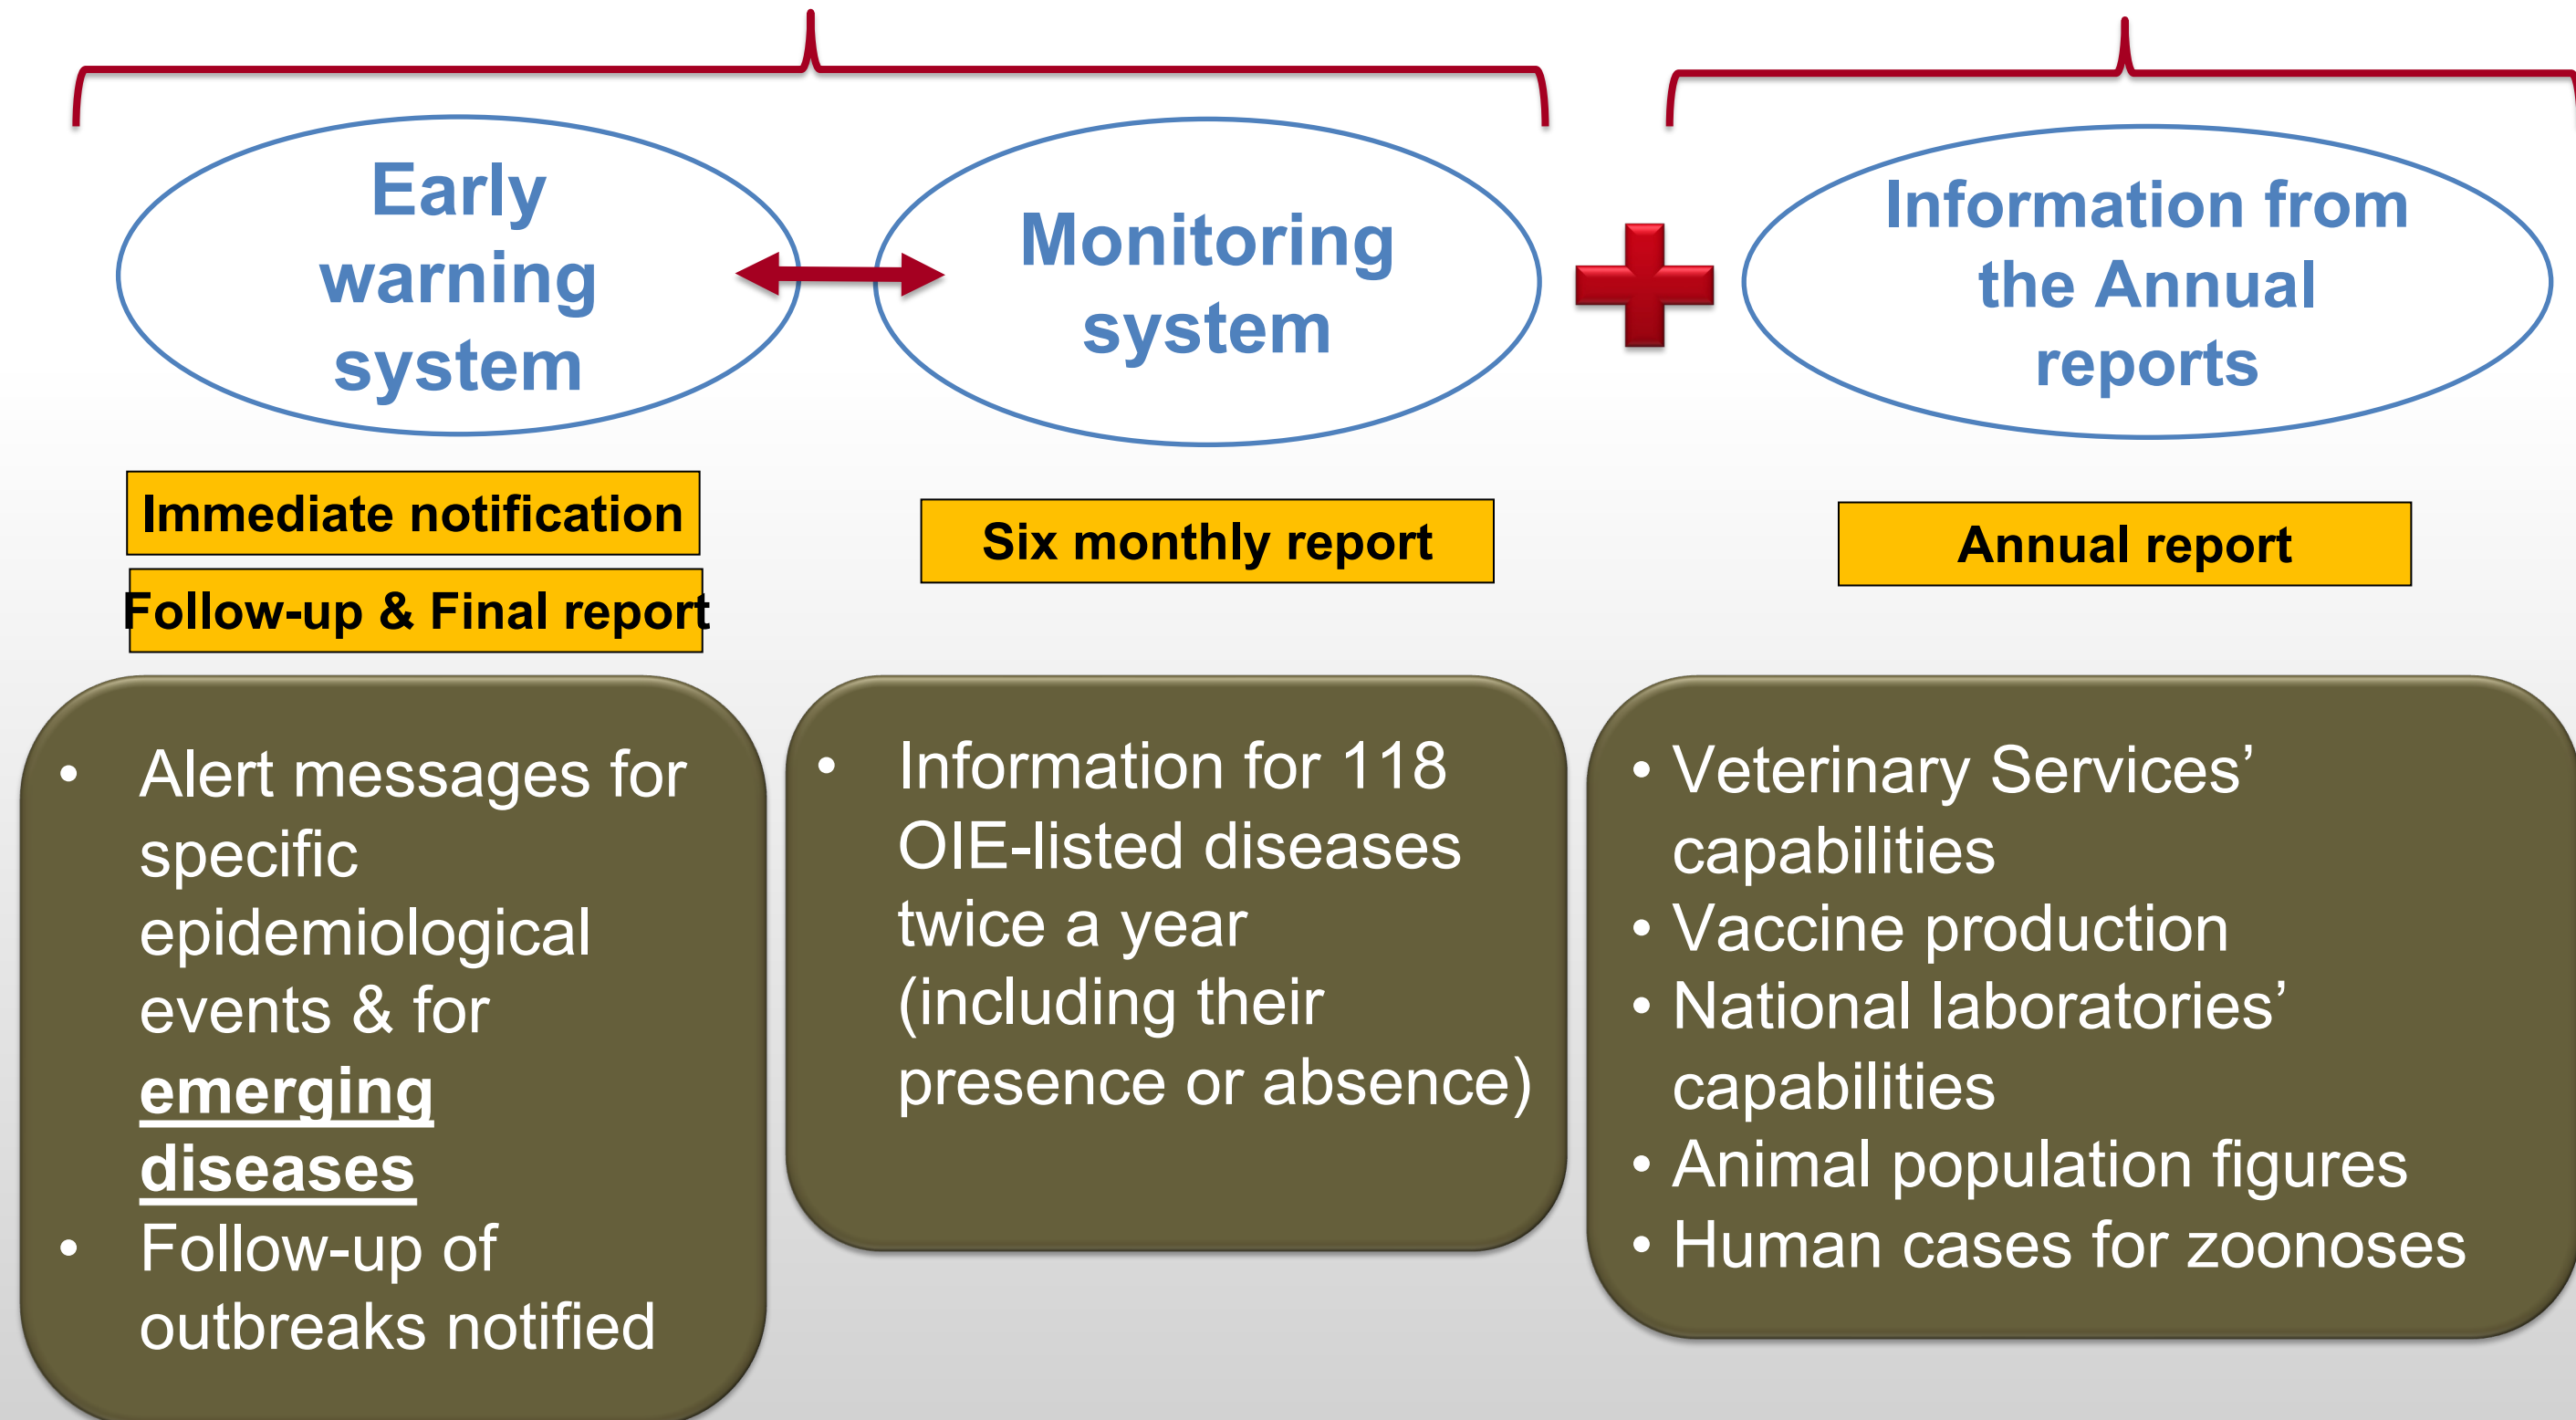 Early
warning
system
Monitoring
system
Information from
the Annual
reports
Immediate notification
Follow-up & Final report
Six monthly report
Annual report
• Alert messages for
specific
epidemiological
events & for
emerging
diseases
• Follow-up of
outbreaks notified
• Information for 118
OIE-listed diseases
twice a year
(including their
presence or absence)
• Veterinary Services’
capabilities
• Vaccine production
• National laboratories’
capabilities
• Animal population figures
• Human cases for zoonoses